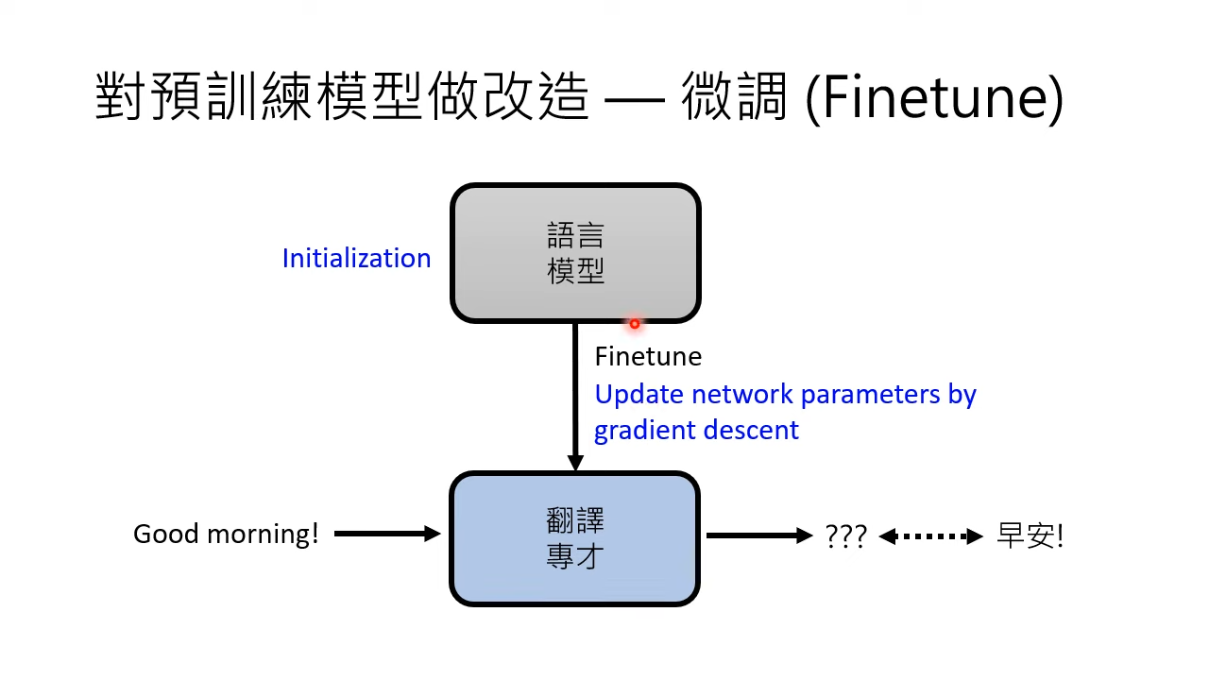 對預訓練模型做改造 — 微調 (Finetune)
語言
模型
Initialization
Finetune
Update network parameters by
gradient descent
翻譯
專才
Good morning!
???
早安!